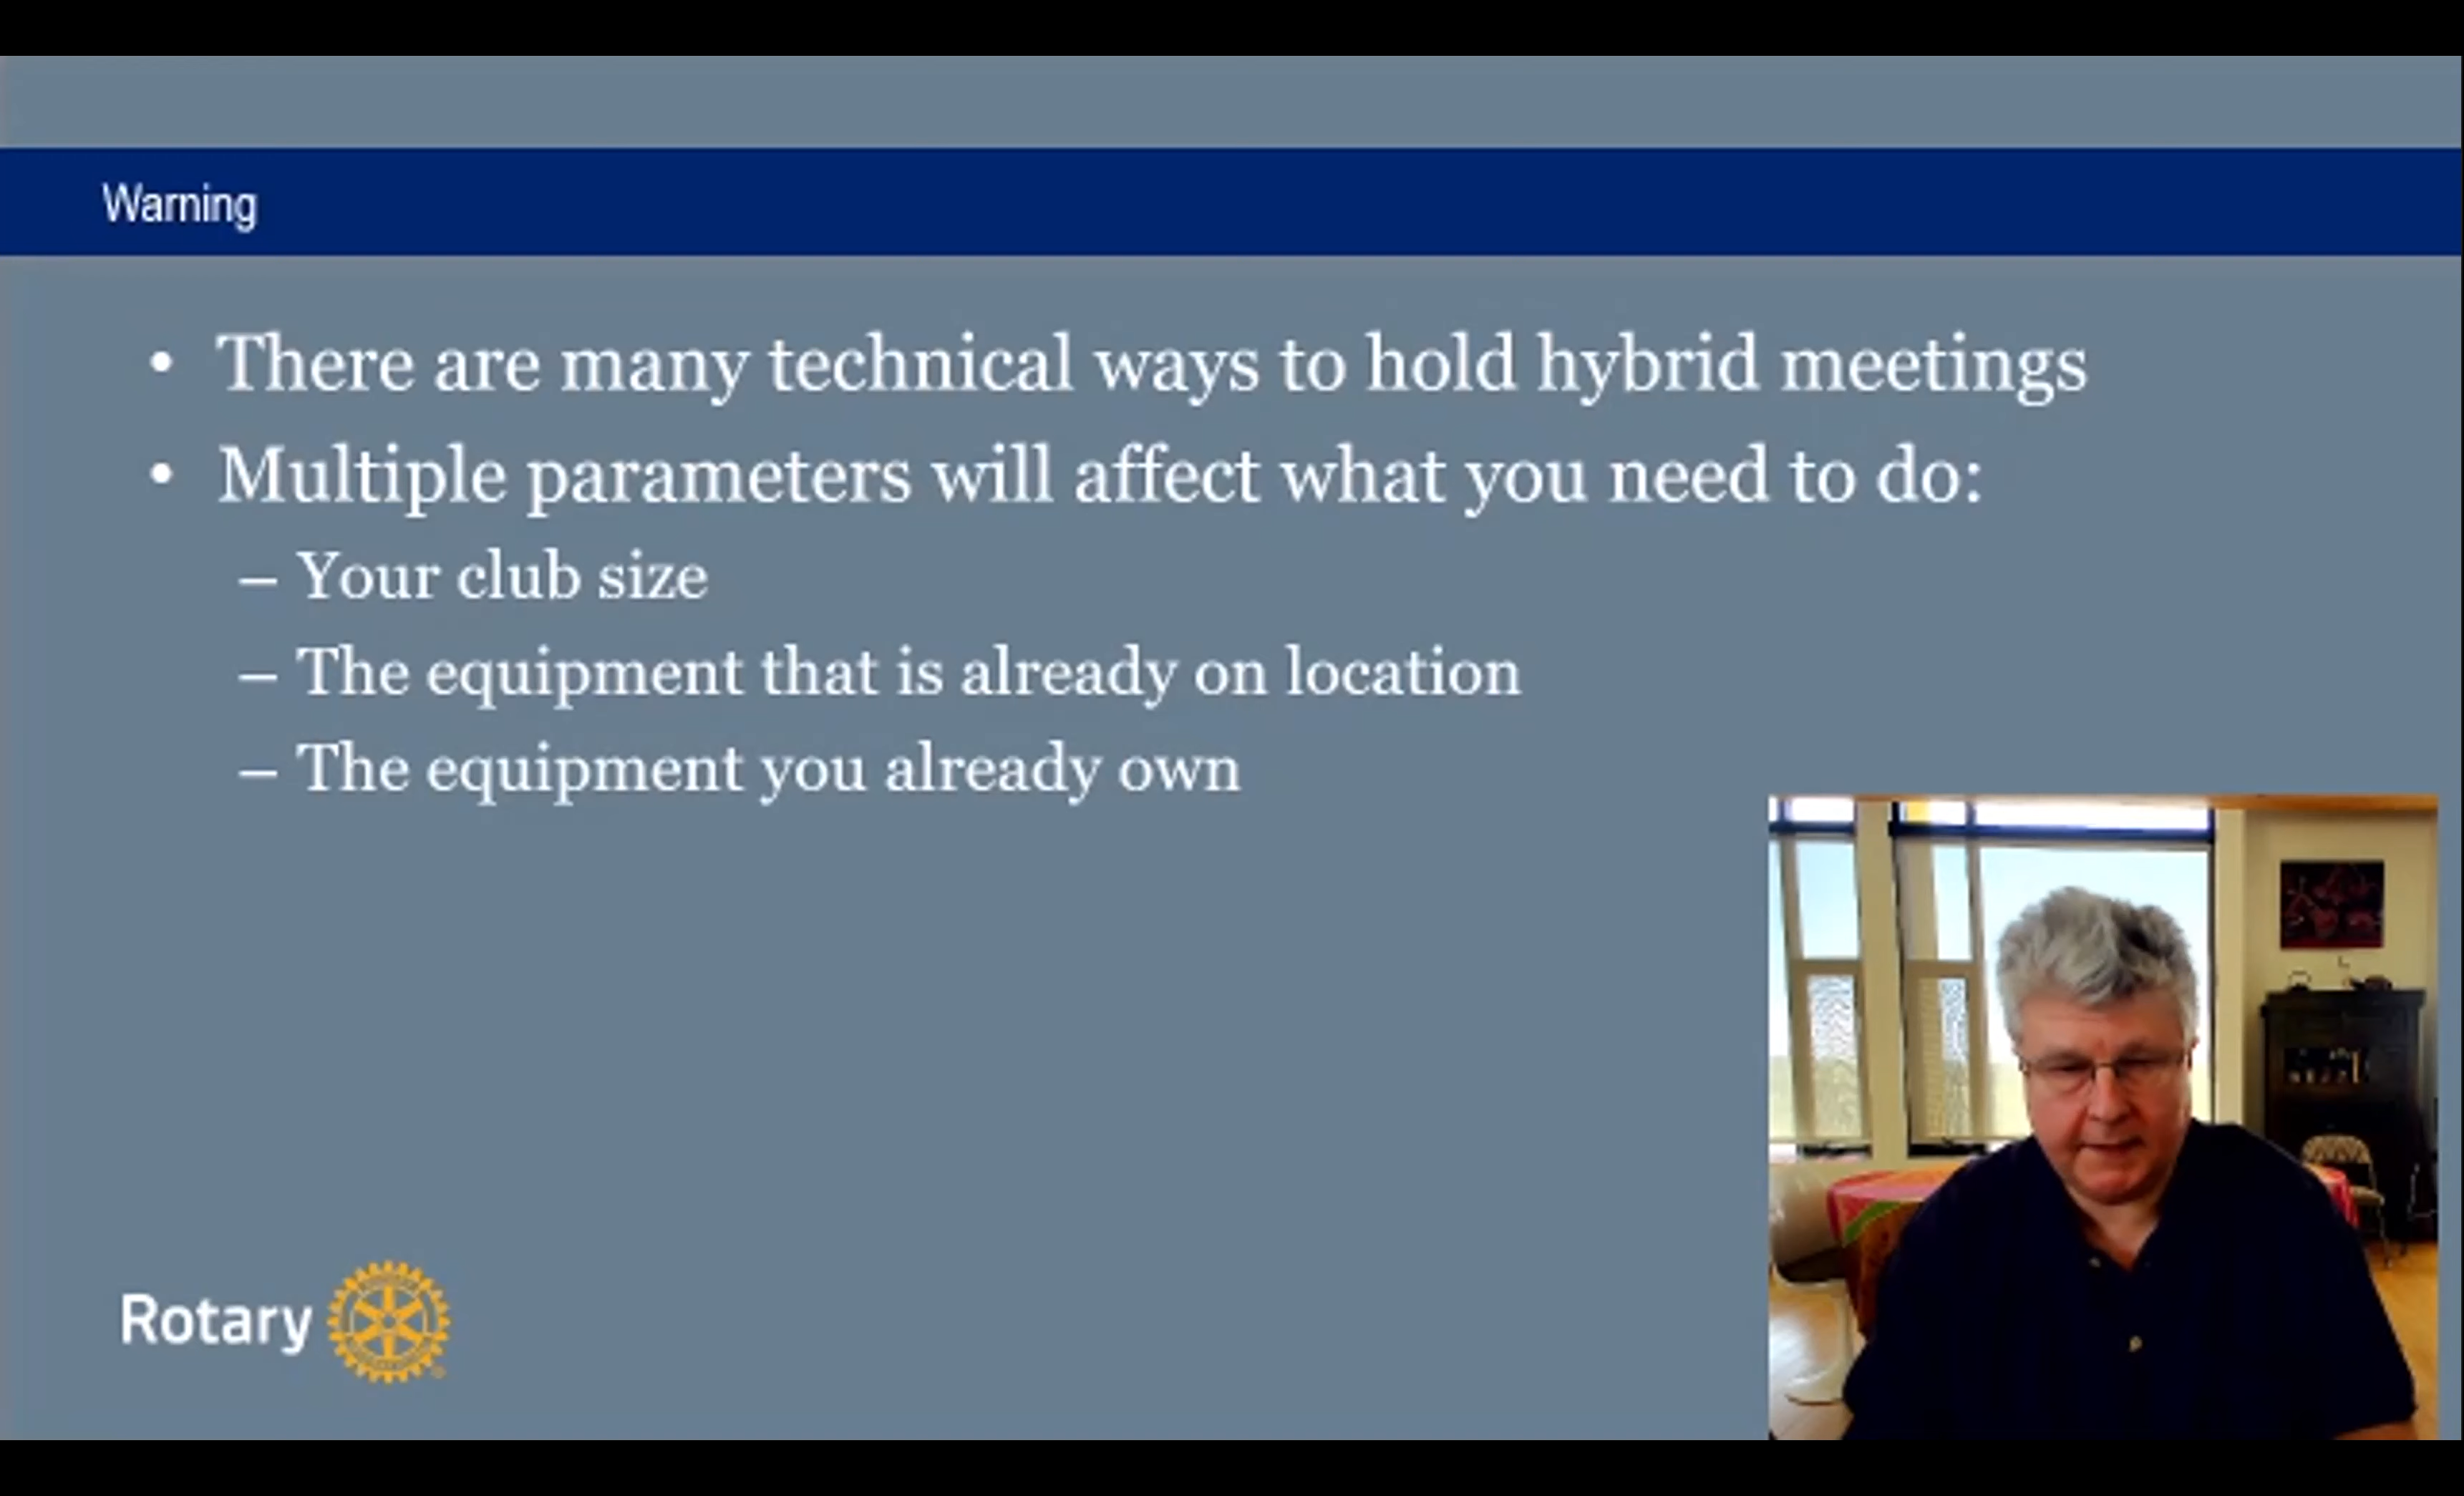 Warning
• There are many technical ways to hold hybrid meetings
• Multiple parameters will affect what you need to do:
– Your club size
– The equipment that is already on location
– The equipment you already own
Rotary